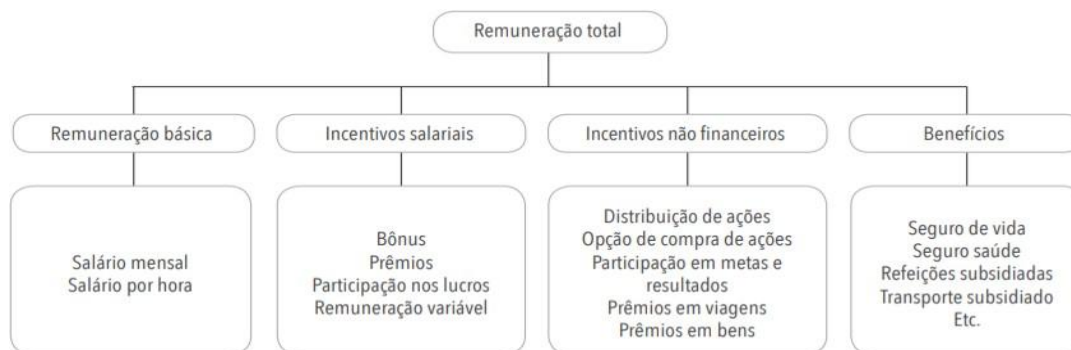 Remuneração total
Remuneração básica
Incentivos salariais
Incentivos não financeiros
Benefícios
Salário mensal
Salário por hora
Bônus
Prêmios
Participação nos lucros
Remuneração variável
Distribuição de ações
Opção de compra de ações
Participação em metas e
resultados
Prêmios em viagens
Prêmios em bens
Seguro de vida
Seguro saúde
Refeições subsidiadas
Transporte subsidiado
Etc.